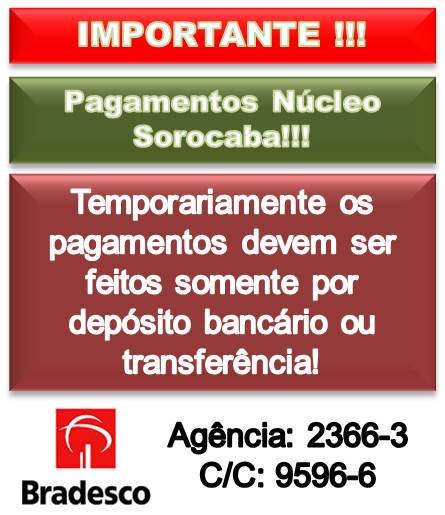 IMPORTANTE !!!
Pagamentos Núcleo
Sorocaba!!!
Temporariamente os
pagamentos devem ser
feitos somente por
depósito bancário ou
transferência!
Bradesco
Agência: 2366-3
C/C: 9596-6